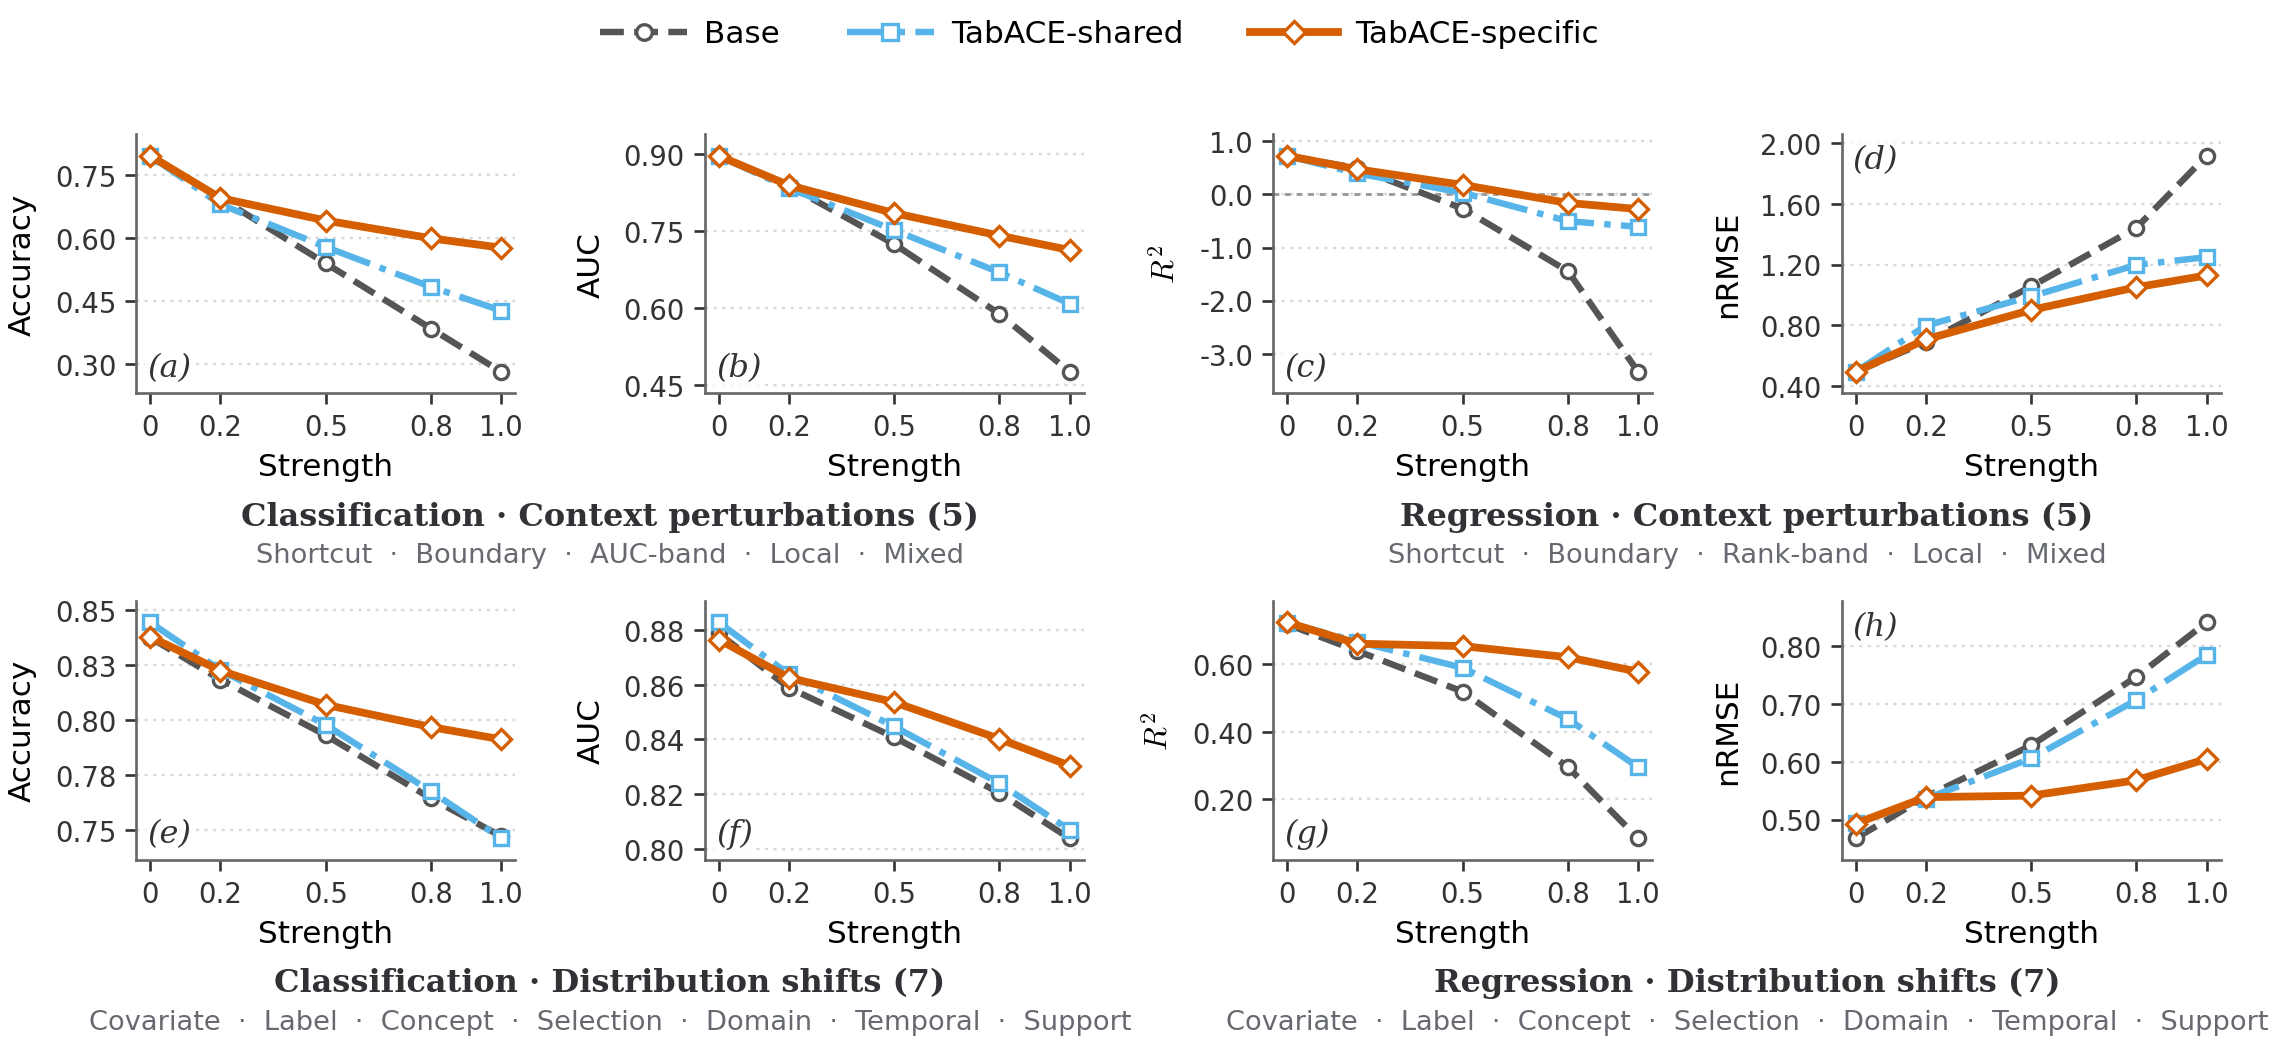 Base TabACE-shared TabACE-specific
Accuracy
0.75
0.60
0.45
0.30
(a)
0 0.2 0.5 0.8 1.0
Strength
AUC
0.90
0.75
0.60
0.45
(b)
0 0.2 0.5 0.8 1.0
Strength
Classification · Context perturbations (5)
Shortcut · Boundary · AUC-band · Local · Mixed
R²
1.0
0.0
-1.0
-2.0
-3.0
(c)
0 0.2 0.5 0.8 1.0
Strength
nRMSE
2.00
1.60
1.20
0.80
0.40
(d)
0 0.2 0.5 0.8 1.0
Strength
Regression · Context perturbations (5)
Shortcut · Boundary · Rank-band · Local · Mixed
Accuracy
0.85
0.83
0.80
0.78
0.75
(e)
0 0.2 0.5 0.8 1.0
Strength
AUC
0.88
0.86
0.84
0.82
0.80
(f)
0 0.2 0.5 0.8 1.0
Strength
Classification · Distribution shifts (7)
Covariate · Label · Concept · Selection · Domain · Temporal · Support
R²
0.60
0.40
0.20
(g)
0 0.2 0.5 0.8 1.0
Strength
nRMSE
0.80
0.70
0.60
0.50
(h)
0 0.2 0.5 0.8 1.0
Strength
Regression · Distribution shifts (7)
Covariate · Label · Concept · Selection · Domain · Temporal · Support